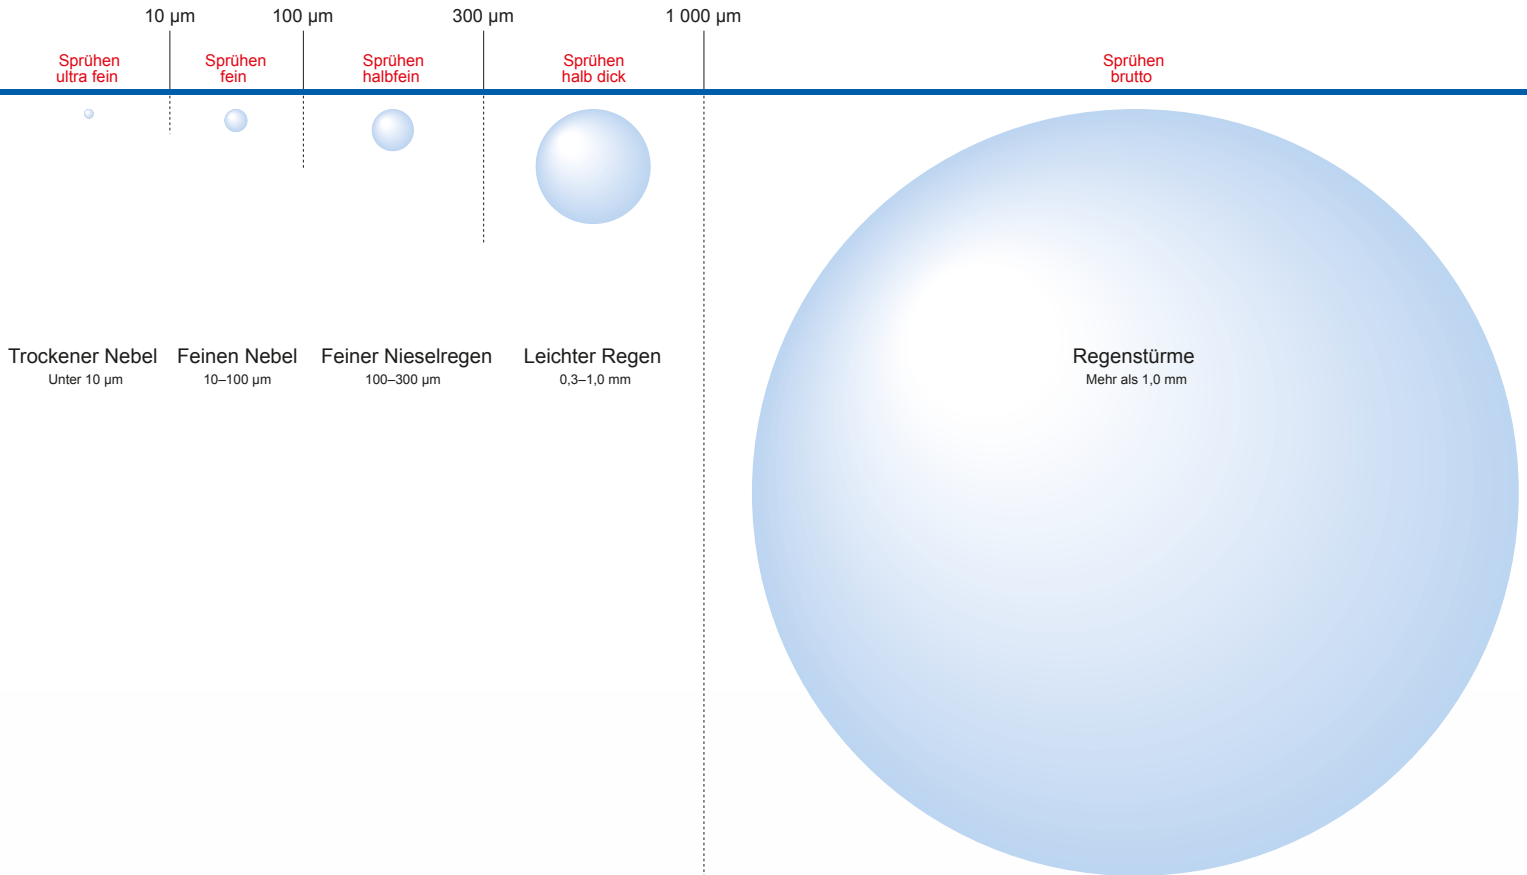 10 µm
100 µm
300 µm
1 000 µm
Sprühen
ultra fein
Sprühen
fein
Sprühen
halbfein
Sprühen
halb dick
Sprühen
brutto
Trockener Nebel
Unter 10 µm
Feinen Nebel
10–100 µm
Feiner Nieselregen
100–300 µm
Leichter Regen
0,3–1,0 mm
Regenstürme
Mehr als 1,0 mm